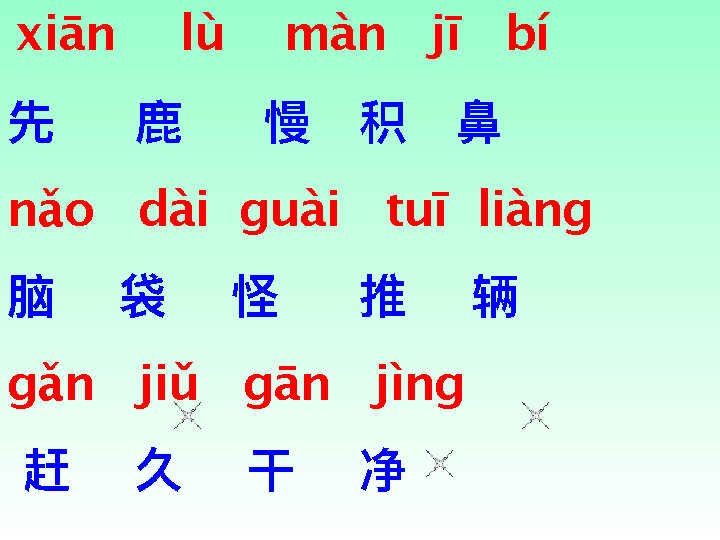 xiān lù màn jī bí
先 鹿 慢 积 鼻
nǎo dài guài tuī liàng
脑 袋 怪 推 辆
gǎn jiǔ gān jìng
赶 久 干 净